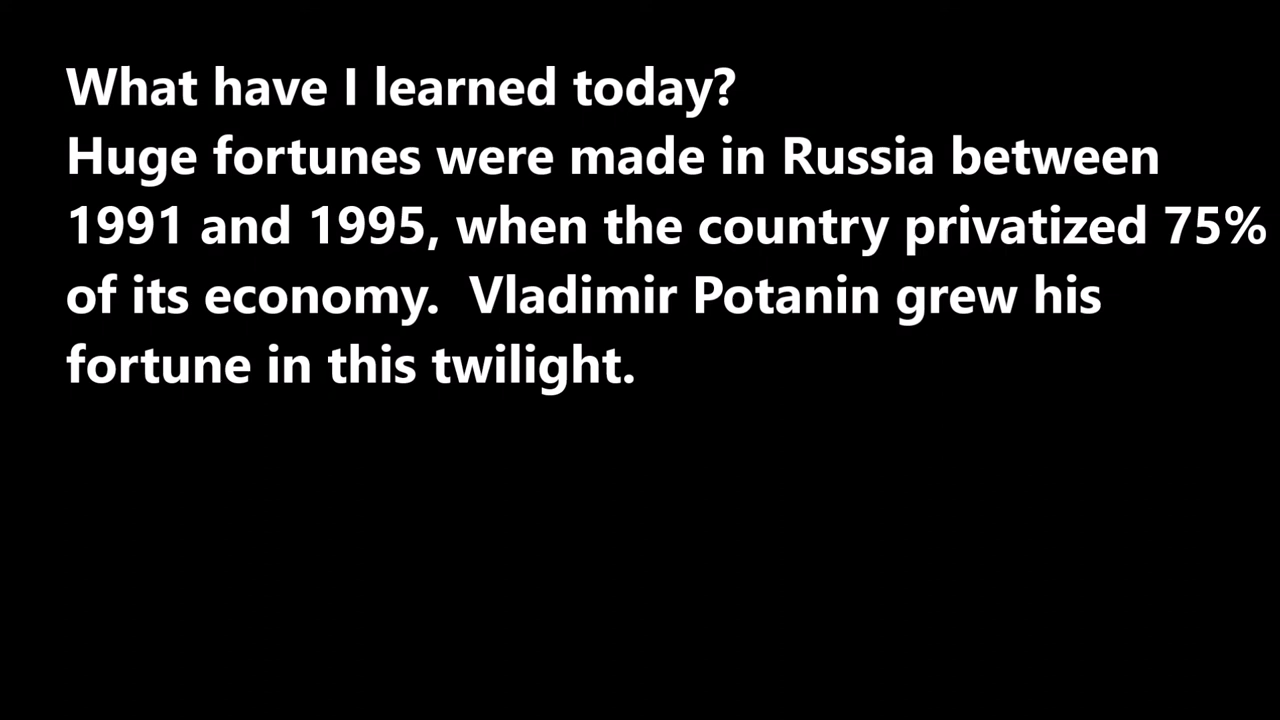 What have I learned today?
Huge fortunes were made in Russia between
1991 and 1995, when the country privatized 75%
of its economy.  Vladimir Potanin grew his
fortune in this twilight.